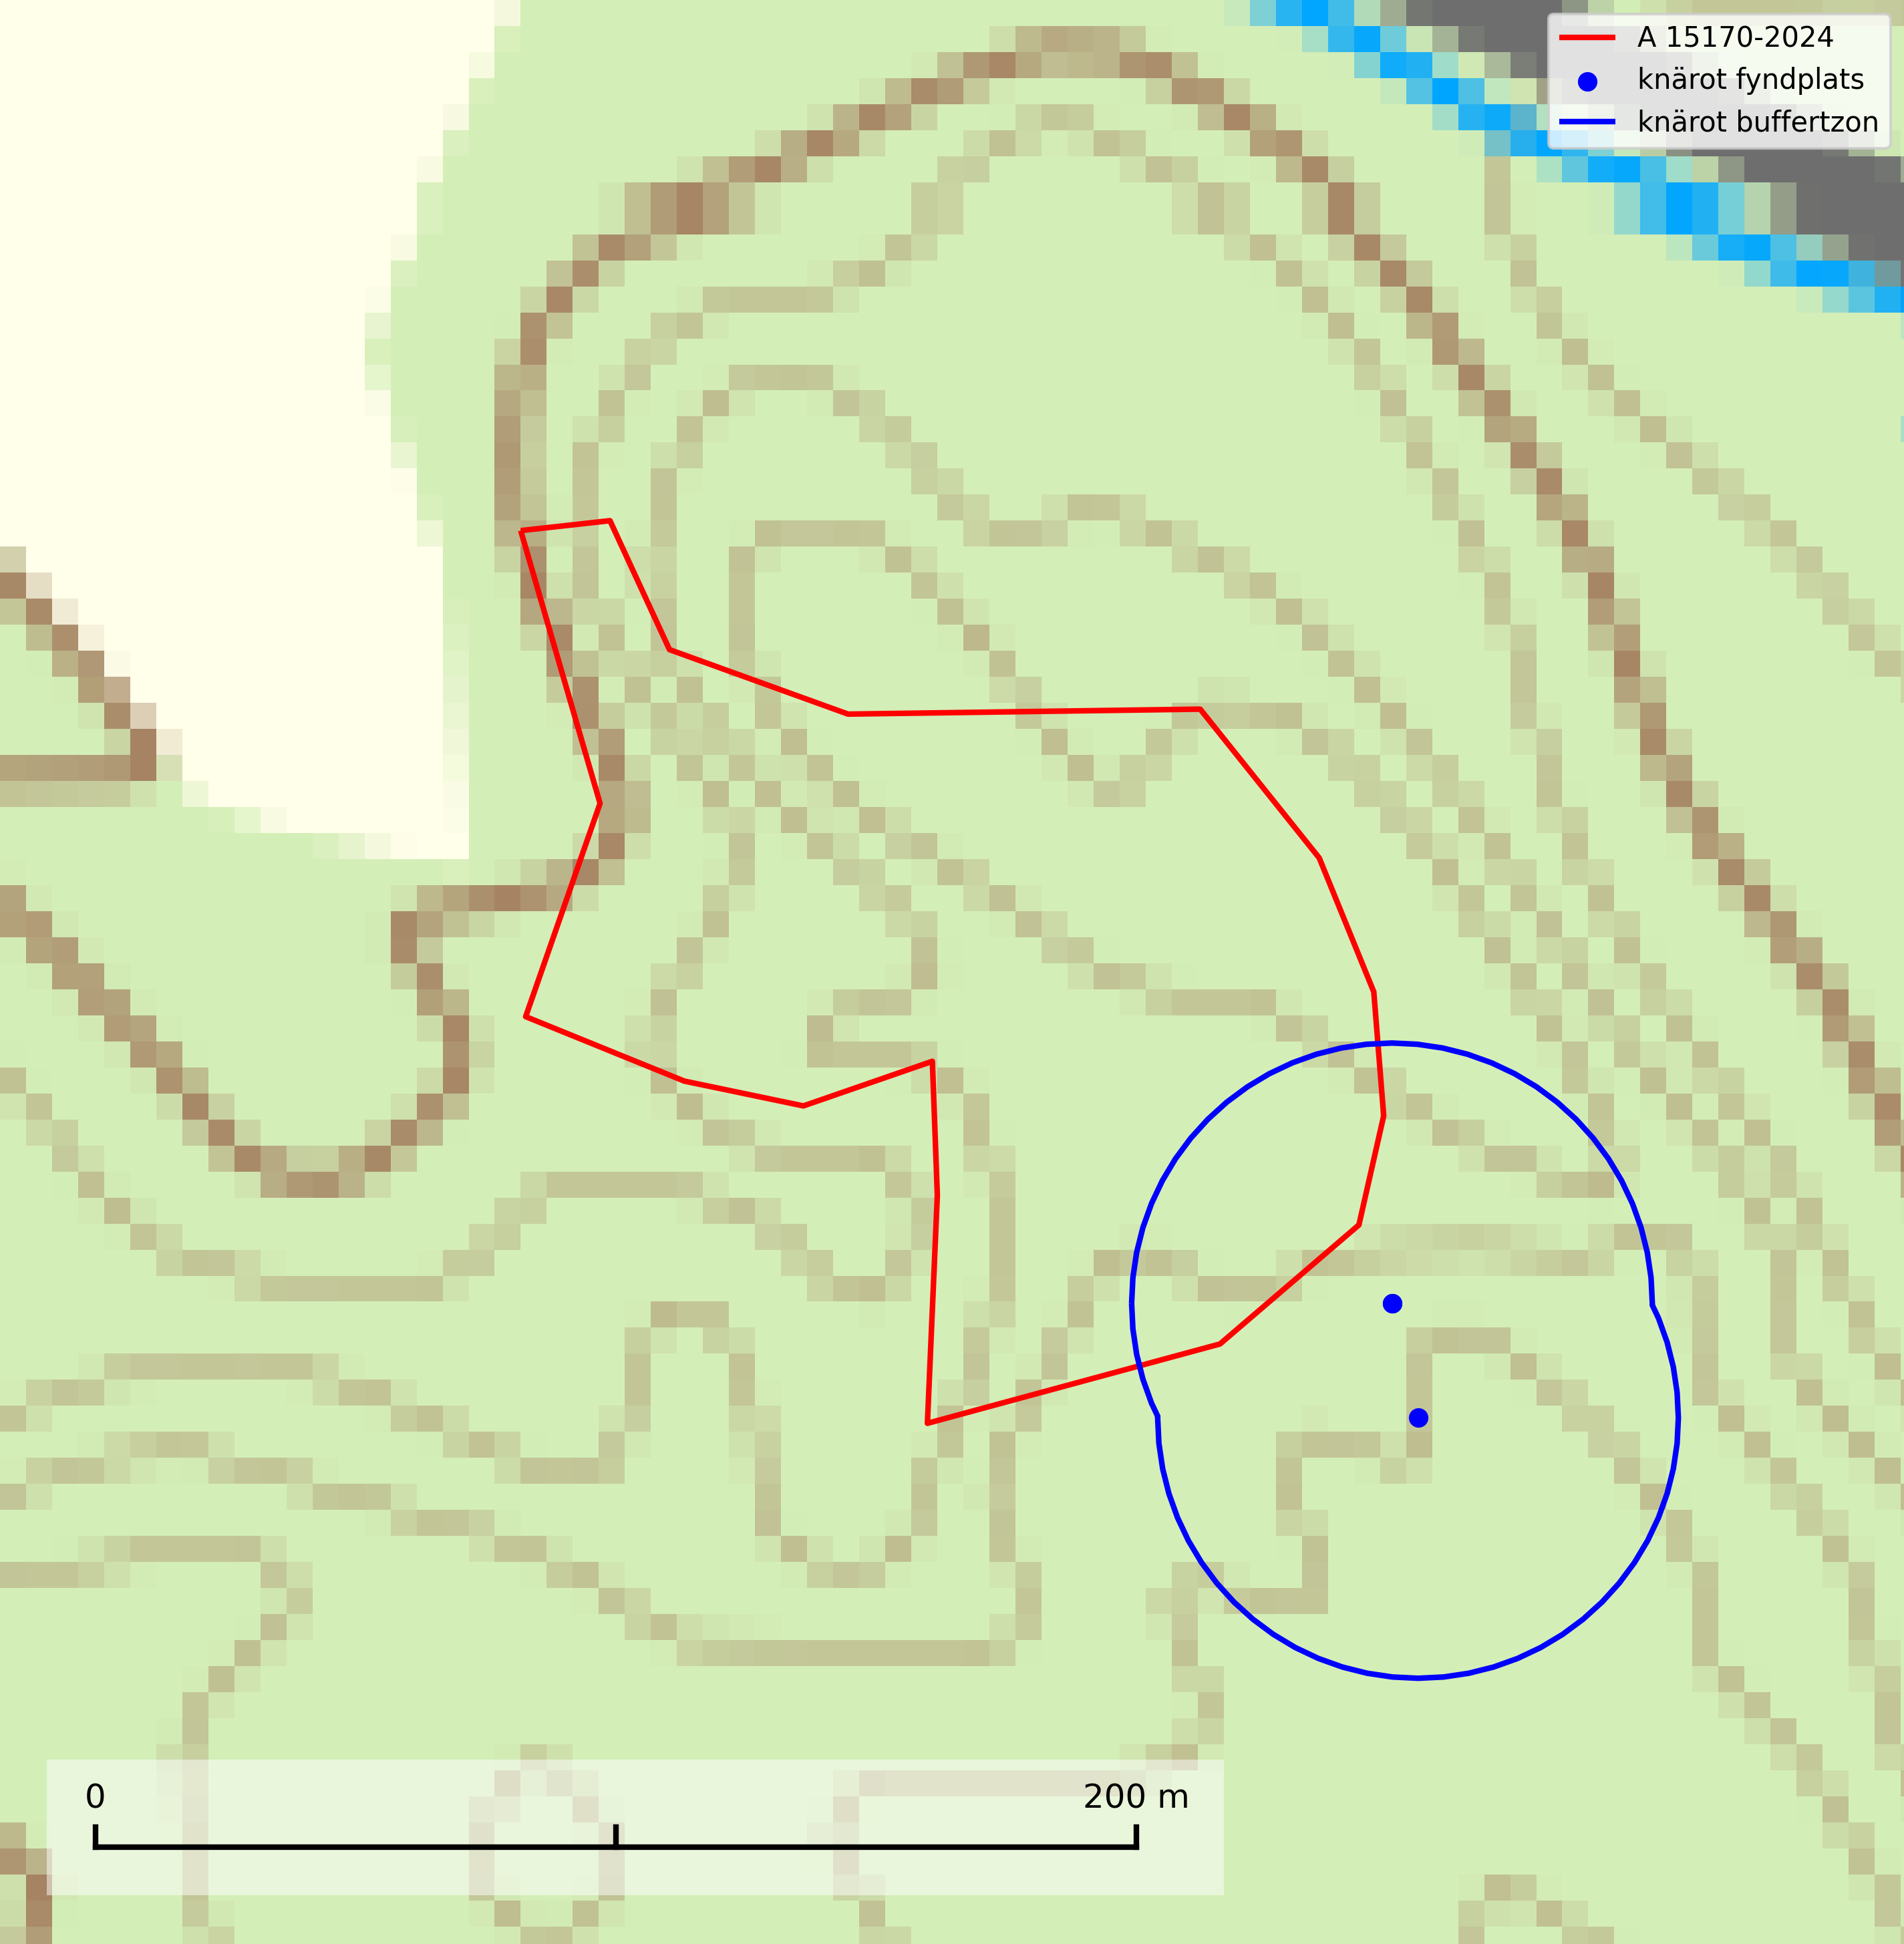 A 15170-2024
knärot fyndplats
knärot buffertzon
0
200 m